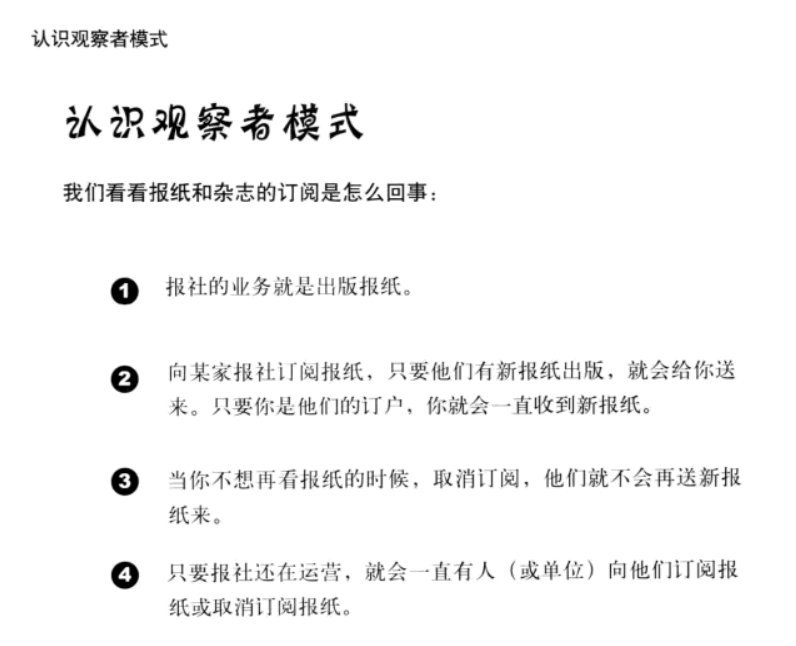 认识观察者模式
认识观察者模式
我们看看报纸和杂志的订阅是怎么回事：
1 报社的业务就是出版报纸。
2 向某家报社订阅报纸，只要他们有新报纸出版，就会给你送
来。只要你是他们的订户，你就会一直收到新报纸。
3 当你不想再看报纸的时候，取消订阅，他们就不会再送新报
纸来。
4 只要报社还在运营，就会一直有人（或单位）向他们订阅报
纸或取消订阅报纸。